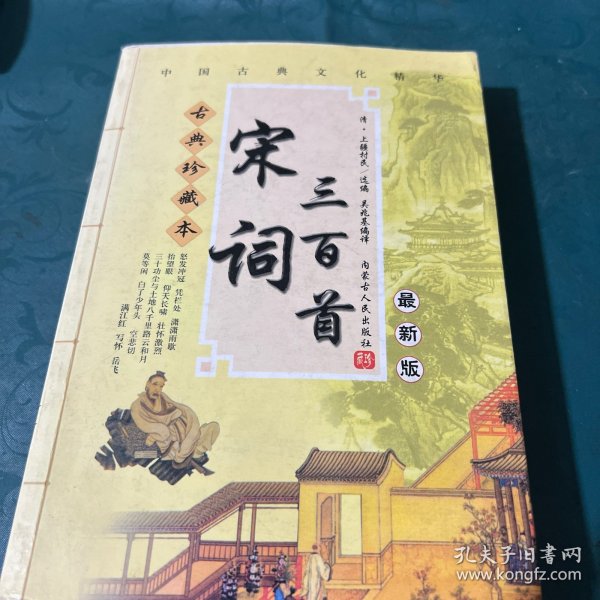 中国古典文化精华
古典珍藏本
宋词
三百首
清·上疆村民/选编 吴兆基编译 内蒙古人民出版社
最新版
怒发冲冠 凭栏处 潇潇雨歇
抬望眼 仰天长啸 壮怀激烈
三十功尘与土地八千里路云和月
莫等闲 白了少年头 空悲切
满江红 写怀 岳飞
孔夫子旧书网
www.kongfz.com